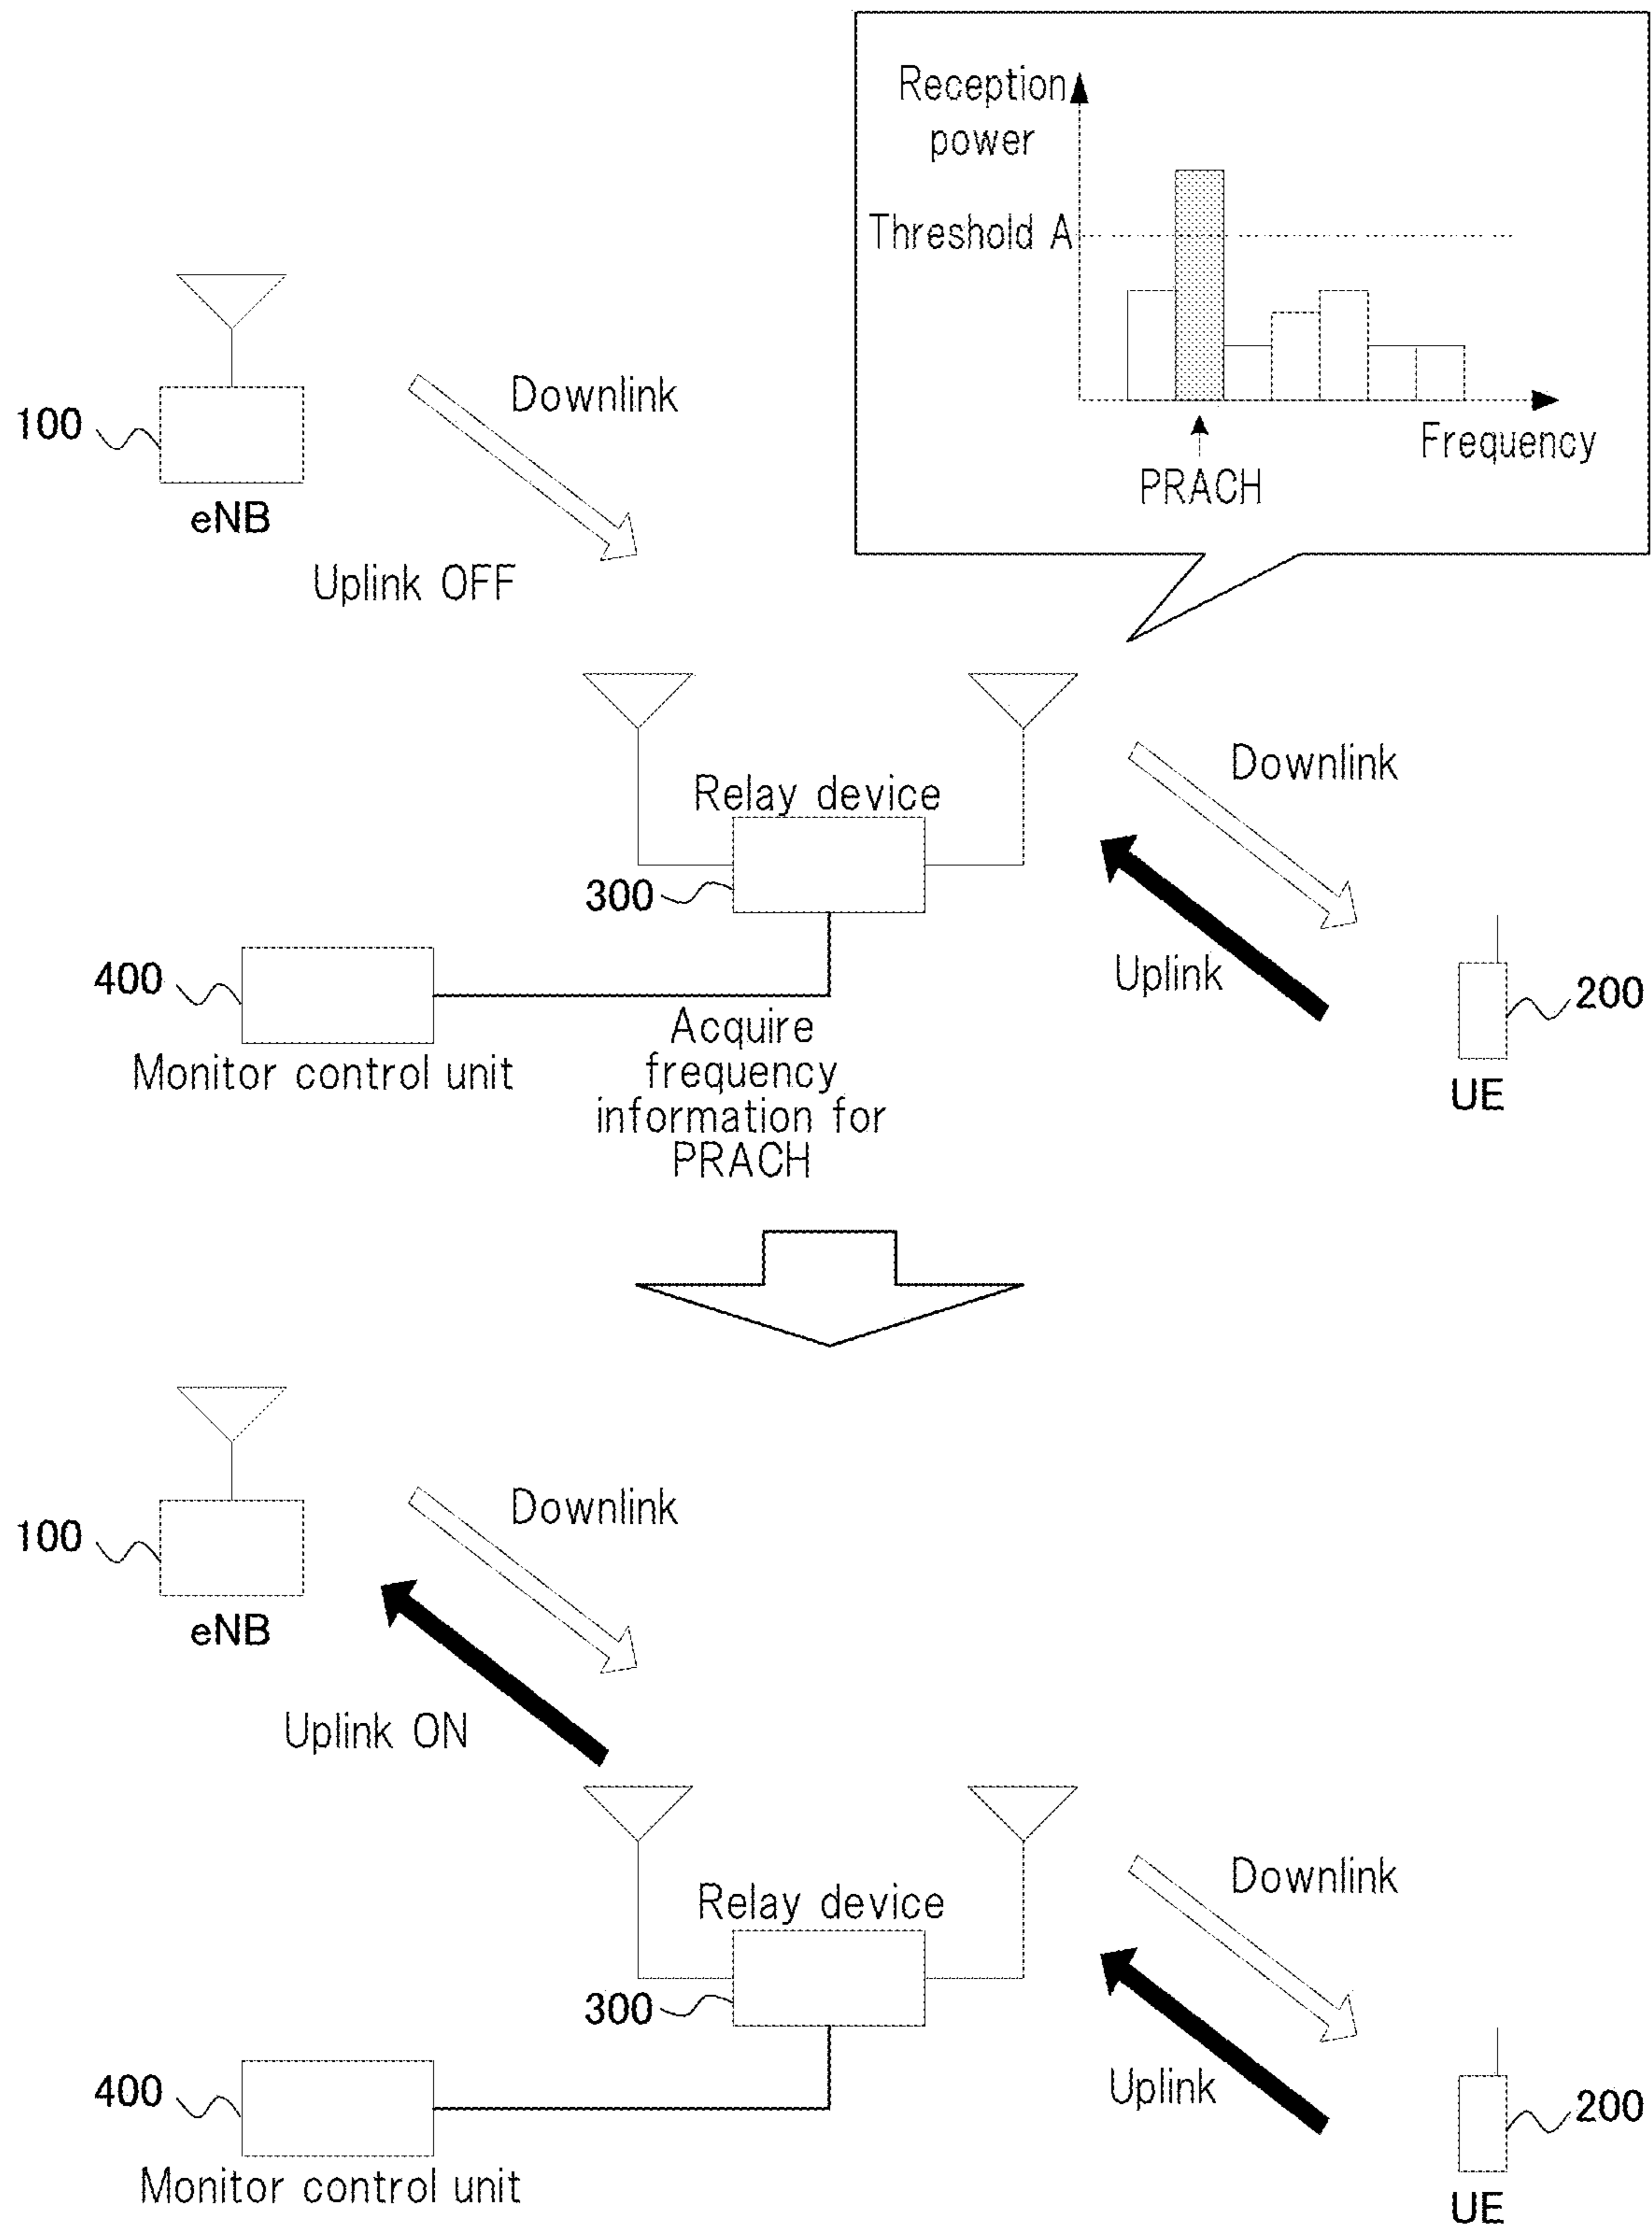 Reception
power
Threshold A
Frequency
PRACH
Downlink
100
eNB
Uplink OFF
Relay device
300
Downlink
Uplink
400
Monitor control unit
Acquire
frequency
information for
PRACH
200
UE
Downlink
100
eNB
Uplink ON
Relay device
300
Downlink
Uplink
400
Monitor control unit
200
UE